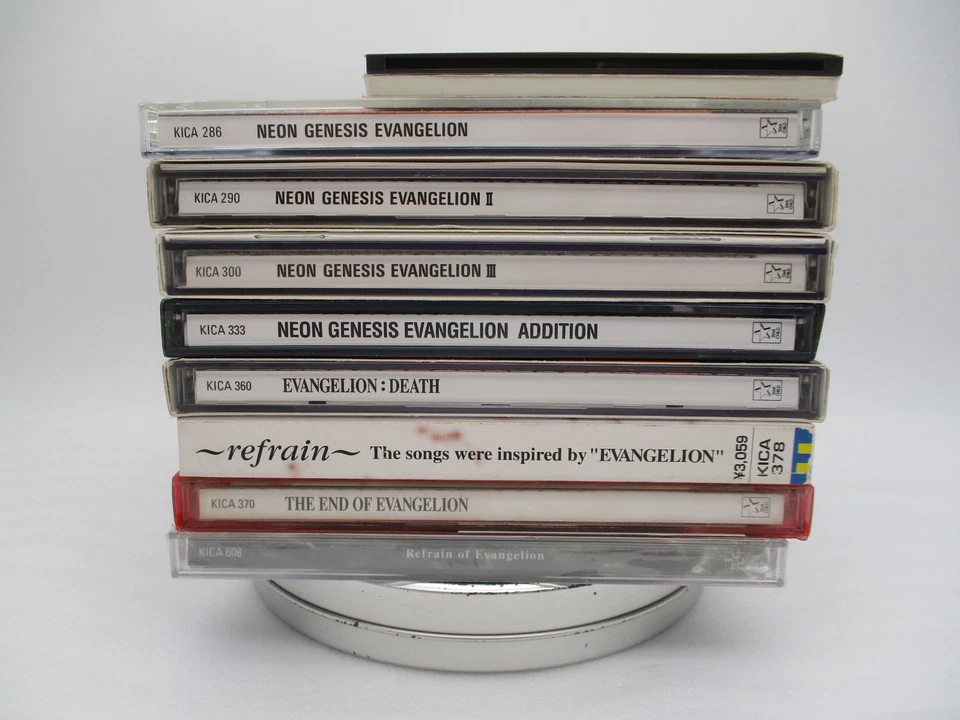 KICA 286 NEON GENESIS EVANGELION
KICA 290 NEON GENESIS EVANGELION II
KICA 300 NEON GENESIS EVANGELION III
KICA 333 NEON GENESIS EVANGELION ADDITION
KICA 360 EVANGELION : DEATH
~refrain~ The songs were inspired by "EVANGELION" ¥3,059 KICA 378
KICA 370 THE END OF EVANGELION
KICA 608 Refrain of Evangelion